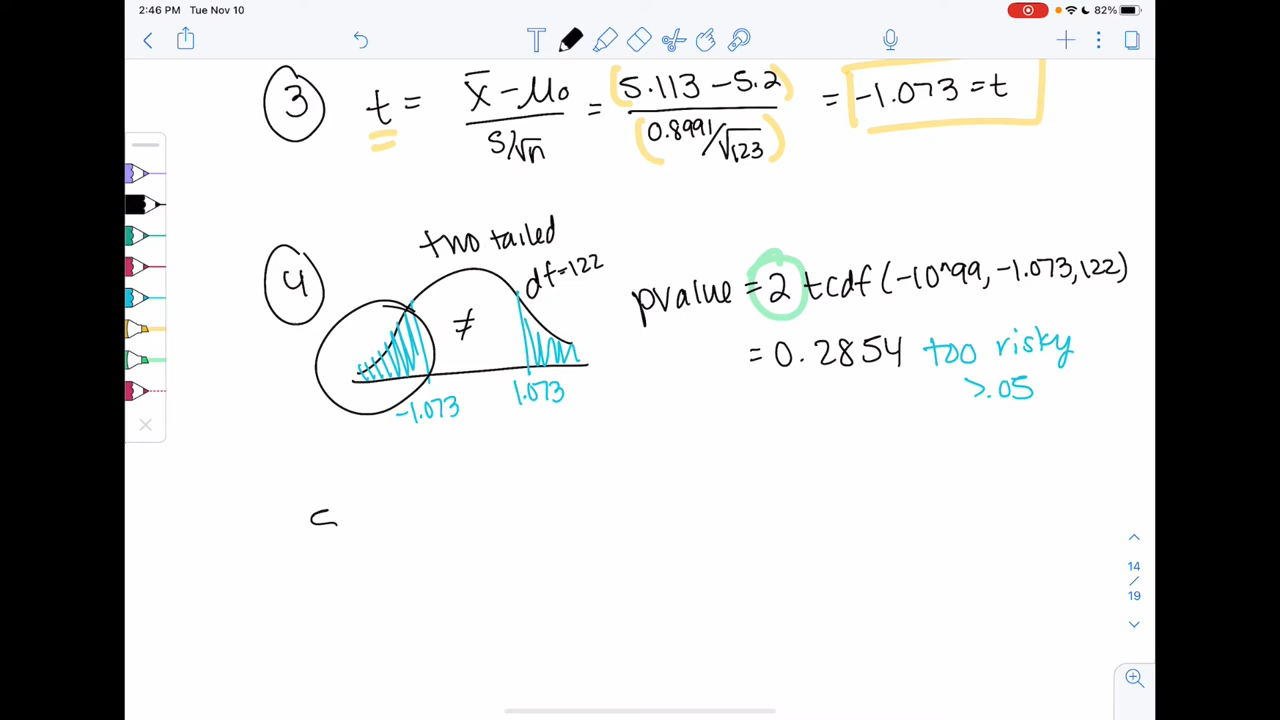 2:46 PM Tue Nov 10
82%
T
3 t = x̄ - μ₀ / s/√n = (5.113 - 5.2) / (0.8991/√123) = -1.073 = t
4 two tailed
df=122
≠
-1.073
1.073
pvalue = 2 tcdf(-10^99, -1.073, 122)
= 0.2854 too risky
>.05
14
/
19